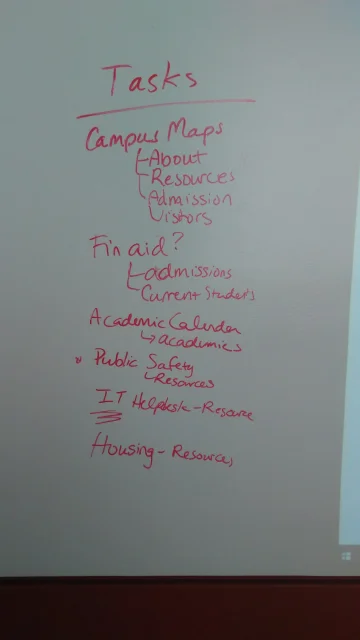 Tasks
Campus Maps
About
Resources
Admission
Visitors
Fin aid?
admissions
Current Students
Academic Calender
academics
Public Safety
Resources
IT Helpdesk - Resource
Housing - Resources